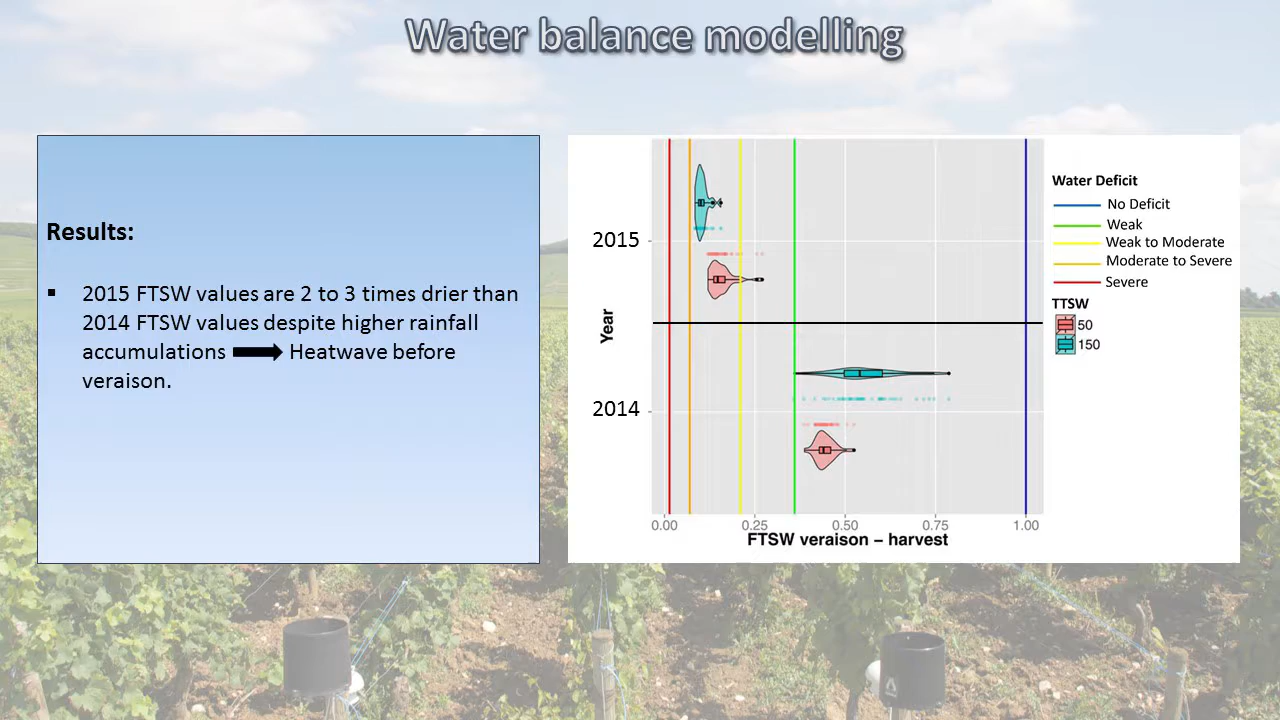 Water balance modelling
Results:
▪ 2015 FTSW values are 2 to 3 times drier than
2014 FTSW values despite higher rainfall
accumulations ➡ Heatwave before
veraison.
2015
2014
Year
0.00 0.25 0.50 0.75 1.00
FTSW veraison – harvest
Water Deficit
No Deficit
Weak
Weak to Moderate
Moderate to Severe
Severe
TTSW
50
150